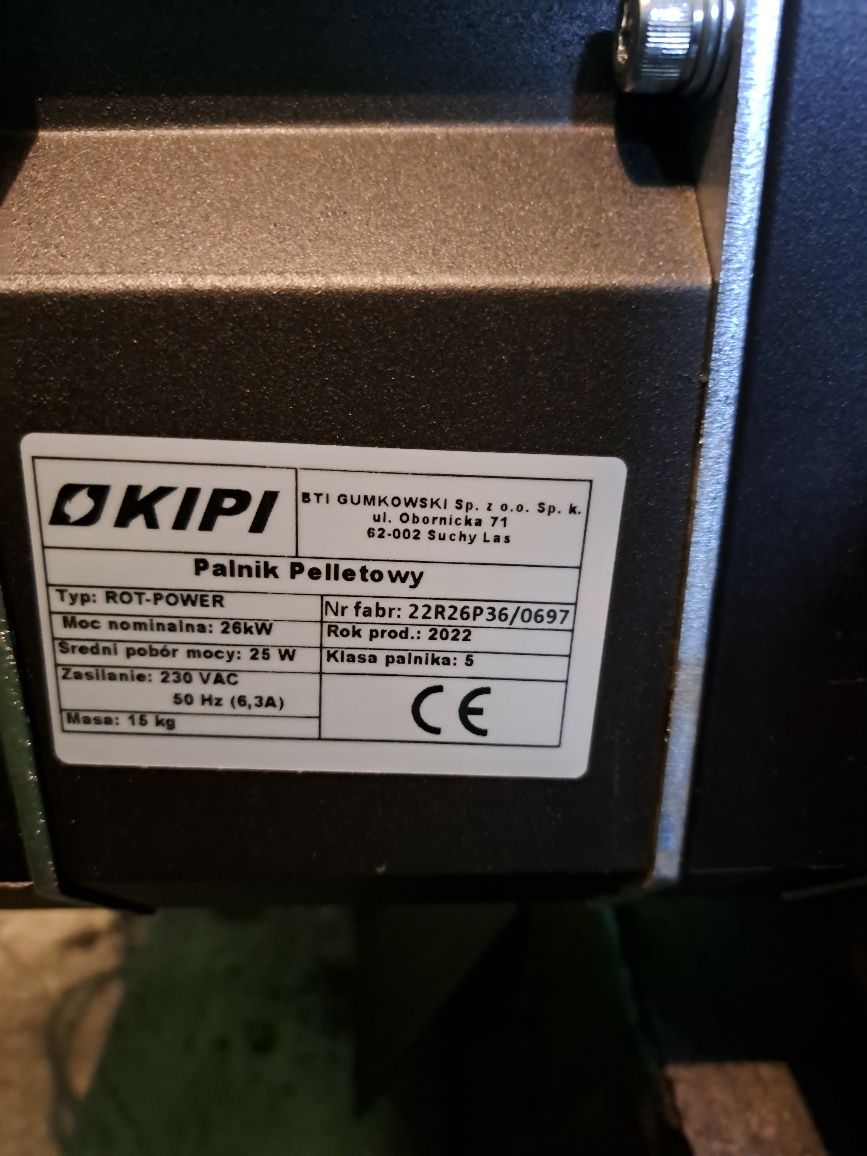 KIPI
BTI GUMKOWSKI Sp. z o.o. Sp. k.
ul. Obornicka 71
62-002 Suchy Las
Palnik Pelletowy
Typ: ROT-POWER
Nr fabr: 22R26P36/0697
Moc nominalna: 26kW
Rok prod.: 2022
Sredni pobór mocy: 25 W
Klasa palnika: 5
Zasilanie: 230 VAC
50 Hz (6,3A)
CE
Masa: 15 kg